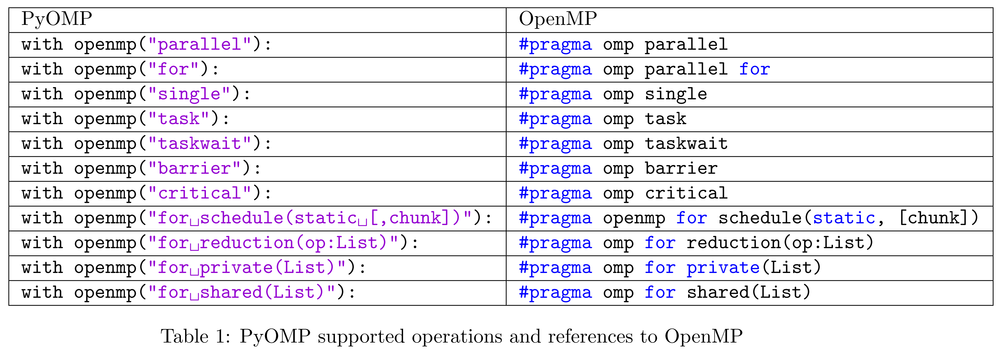 PyOMP OpenMP
with openmp("parallel"): #pragma omp parallel
with openmp("for"): #pragma omp parallel for
with openmp("single"): #pragma omp single
with openmp("task"): #pragma omp task
with openmp("taskwait"): #pragma omp taskwait
with openmp("barrier"): #pragma omp barrier
with openmp("critical"): #pragma omp critical
with openmp("for␣schedule(static␣[,chunk])"): #pragma openmp for schedule(static, [chunk])
with openmp("for␣reduction(op:List)"): #pragma omp for reduction(op:List)
with openmp("for␣private(List)"): #pragma omp for private(List)
with openmp("for␣shared(List)"): #pragma omp for shared(List)
Table 1: PyOMP supported operations and references to OpenMP